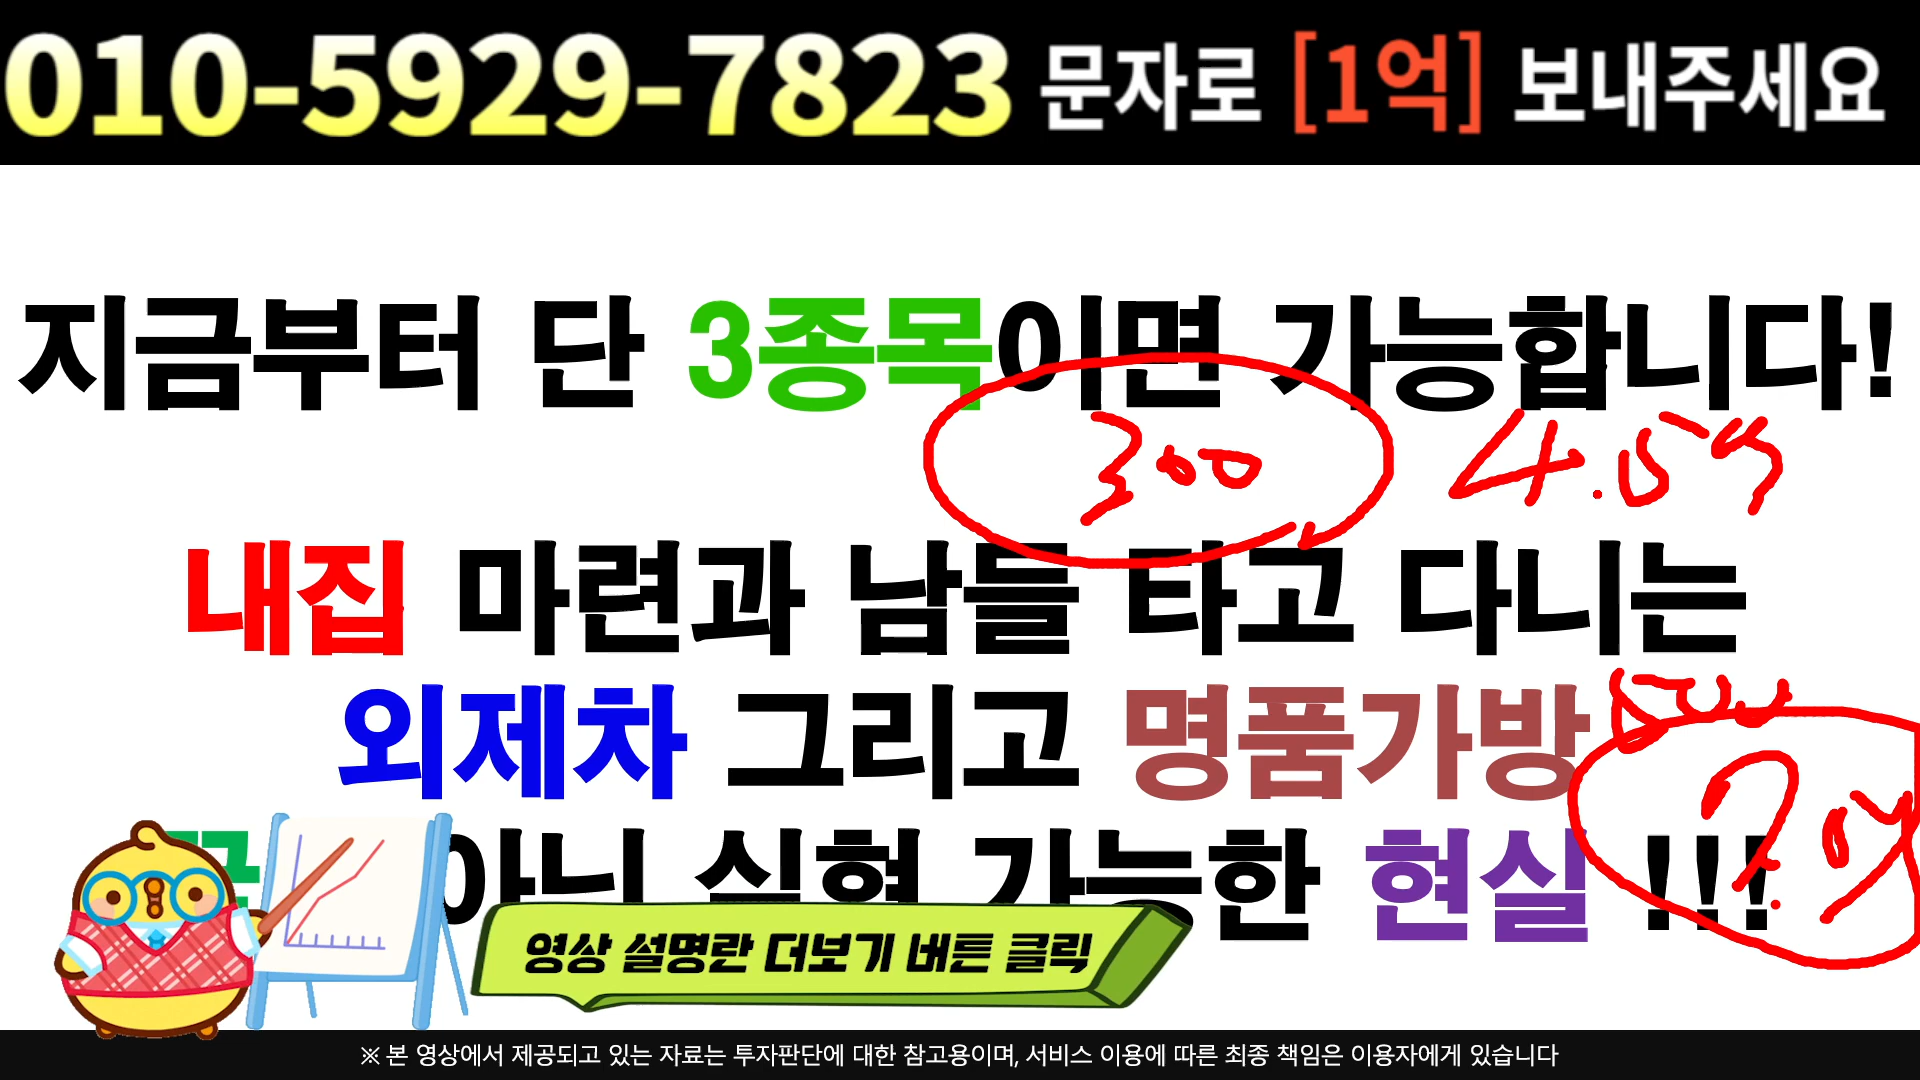 010-5929-7823 문자로 [1억] 보내주세요
지금부터 단 3종목이면 가능합니다!
300
4.5억
내집 마련과 남들 타고 다니는
외제차 그리고 명품가방
아닌 실현 가능한 현실 !!!
영상 설명란 더보기 버튼 클릭
※ 본 영상에서 제공되고 있는 자료는 투자판단에 대한 참고용이며, 서비스 이용에 따른 최종 책임은 이용자에게 있습니다